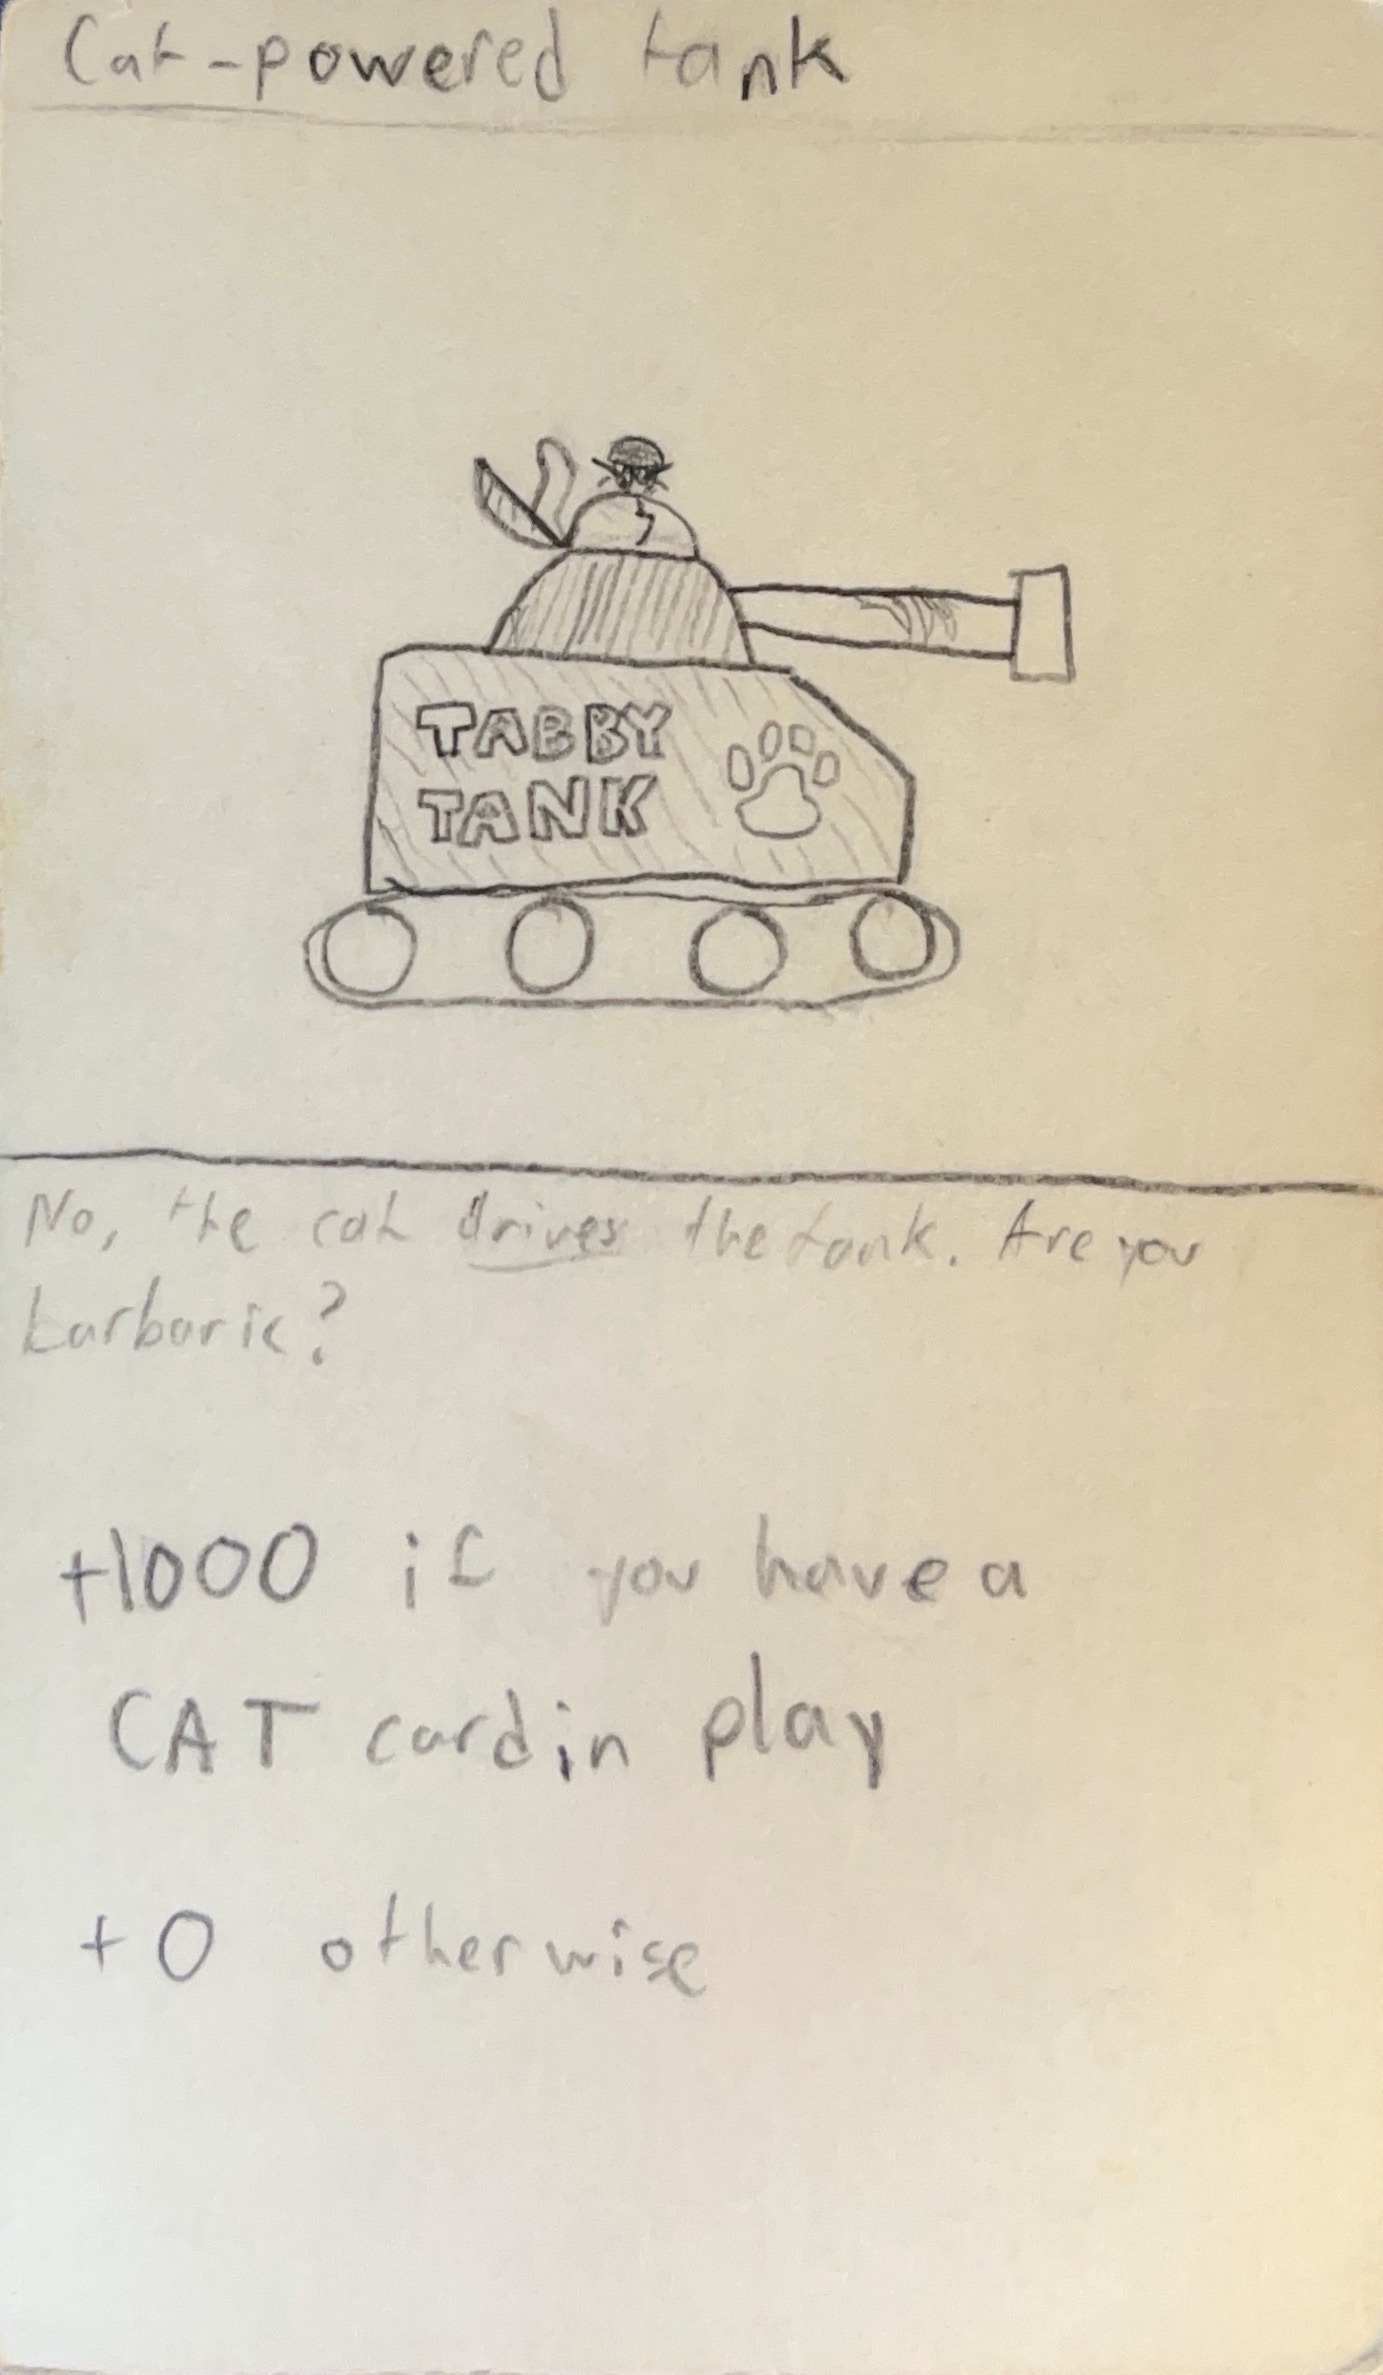 Cat-powered tank
TABBY
TANK
No, the cat drives the tank. Are you
barbaric?
+1000 if you have a
CAT card in play
+0 otherwise